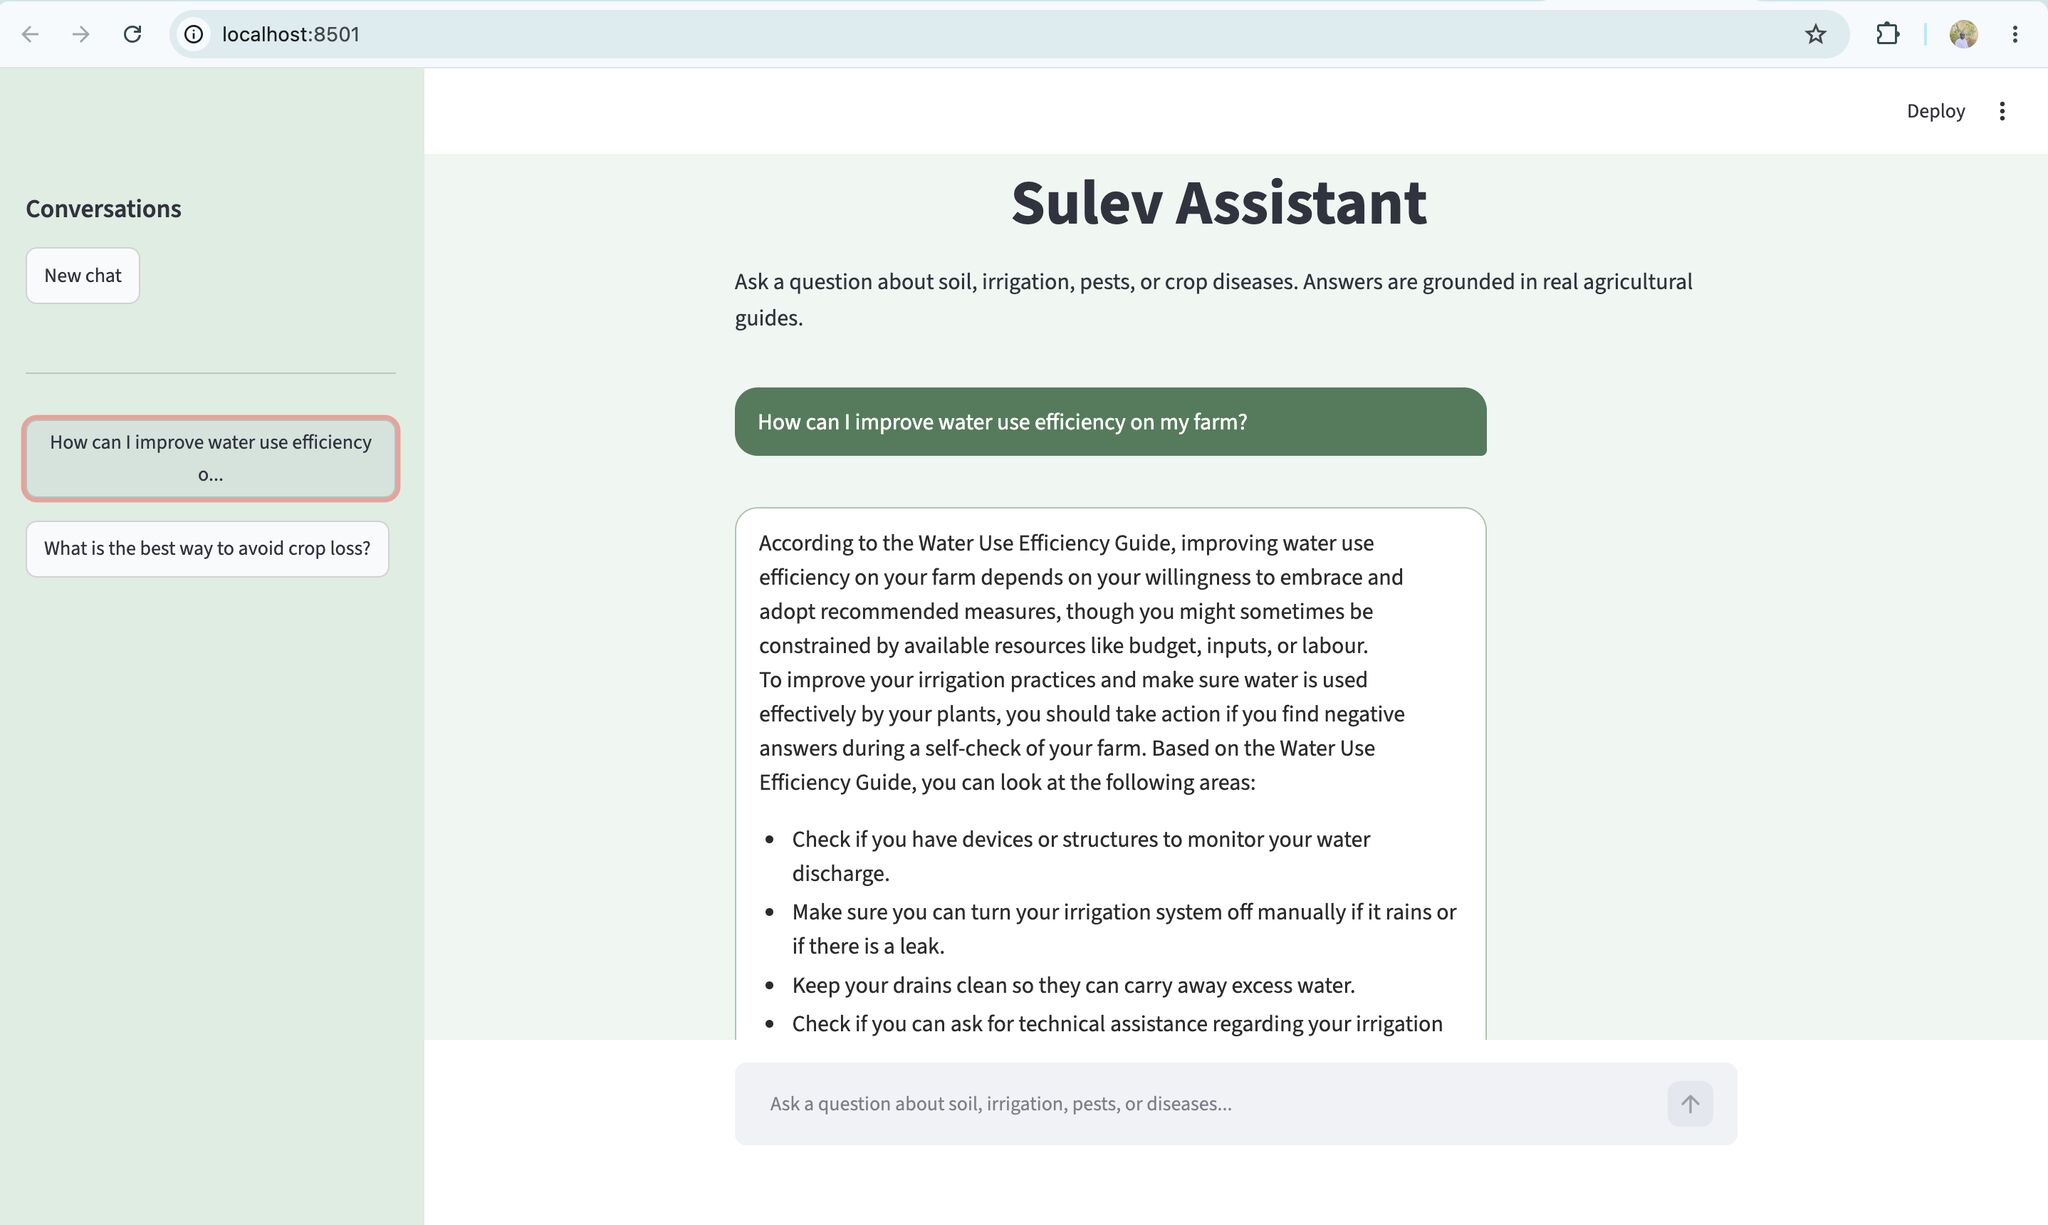 localhost:8501
Deploy
Conversations
New chat
How can I improve water use efficiency
o...
What is the best way to avoid crop loss?
Sulev Assistant
Ask a question about soil, irrigation, pests, or crop diseases. Answers are grounded in real agricultural
guides.
How can I improve water use efficiency on my farm?
According to the Water Use Efficiency Guide, improving water use
efficiency on your farm depends on your willingness to embrace and
adopt recommended measures, though you might sometimes be
constrained by available resources like budget, inputs, or labour.
To improve your irrigation practices and make sure water is used
effectively by your plants, you should take action if you find negative
answers during a self-check of your farm. Based on the Water Use
Efficiency Guide, you can look at the following areas:
• Check if you have devices or structures to monitor your water
discharge.
• Make sure you can turn your irrigation system off manually if it rains or
if there is a leak.
• Keep your drains clean so they can carry away excess water.
• Check if you can ask for technical assistance regarding your irrigation
Ask a question about soil, irrigation, pests, or diseases...